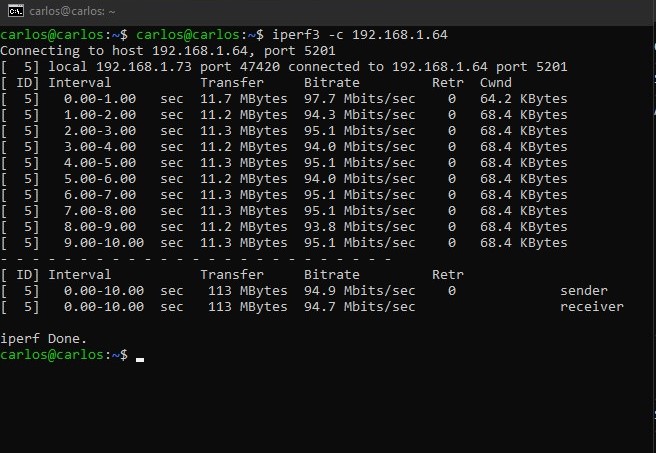 carlos@carlos: ~
carlos@carlos:~$ carlos@carlos:~$ iperf3 -c 192.168.1.64
Connecting to host 192.168.1.64, port 5201
[  5] local 192.168.1.73 port 47420 connected to 192.168.1.64 port 5201
[ ID] Interval           Transfer     Bitrate         Retr  Cwnd
[  5]   0.00-1.00   sec  11.7 MBytes  97.7 Mbits/sec    0   64.2 KBytes
[  5]   1.00-2.00   sec  11.2 MBytes  94.3 Mbits/sec    0   68.4 KBytes
[  5]   2.00-3.00   sec  11.3 MBytes  95.1 Mbits/sec    0   68.4 KBytes
[  5]   3.00-4.00   sec  11.2 MBytes  94.0 Mbits/sec    0   68.4 KBytes
[  5]   4.00-5.00   sec  11.3 MBytes  95.1 Mbits/sec    0   68.4 KBytes
[  5]   5.00-6.00   sec  11.2 MBytes  94.0 Mbits/sec    0   68.4 KBytes
[  5]   6.00-7.00   sec  11.3 MBytes  95.1 Mbits/sec    0   68.4 KBytes
[  5]   7.00-8.00   sec  11.3 MBytes  95.1 Mbits/sec    0   68.4 KBytes
[  5]   8.00-9.00   sec  11.2 MBytes  93.8 Mbits/sec    0   68.4 KBytes
[  5]   9.00-10.00  sec  11.3 MBytes  95.1 Mbits/sec    0   68.4 KBytes
- - - - - - - - - - - - - - - - - - - - - - - - -
[ ID] Interval           Transfer     Bitrate         Retr
[  5]   0.00-10.00  sec   113 MBytes  94.9 Mbits/sec    0             sender
[  5]   0.00-10.00  sec   113 MBytes  94.7 Mbits/sec                  receiver
iperf Done.
carlos@carlos:~$